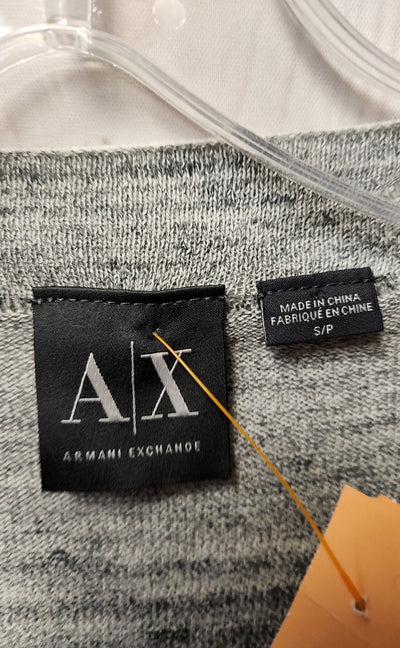 A|X
ARMANI EXCHANGE
MADE IN CHINA
FABRIQUÉ EN CHINE
S/P